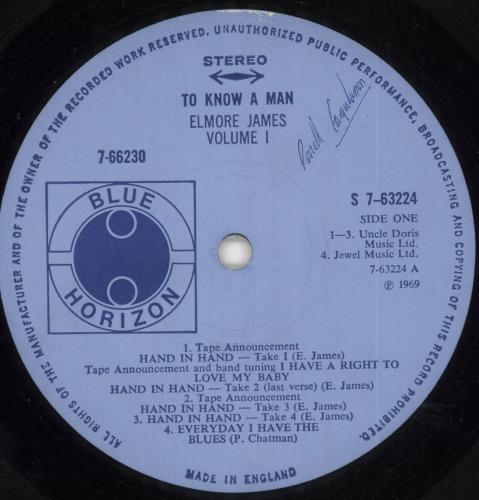 ALL RIGHTS OF THE MANUFACTURER AND OF THE OWNER OF THE RECORDED WORK RESERVED. UNAUTHORIZED PUBLIC PERFORMANCE, BROADCASTING AND COPYING OF THIS RECORD PROHIBITED.
STEREO
TO KNOW A MAN
ELMORE JAMES
VOLUME I
7-66230
S 7-63224
SIDE ONE
1—3. Uncle Doris
Music Ltd.
4. Jewel Music Ltd.
7-63224 A
℗ 1969
BLUE
HORIZON
1. Tape Announcement
HAND IN HAND — Take I (E. James)
Tape Announcement and band tuning I HAVE A RIGHT TO
LOVE MY BABY
HAND IN HAND — Take 2 (last verse) (E. James)
2. Tape Announcement
HAND IN HAND — Take 3 (E. James)
3. HAND IN HAND — Take 4 (E. James)
4. EVERYDAY I HAVE THE
BLUES (P. Chatman)
MADE IN ENGLAND